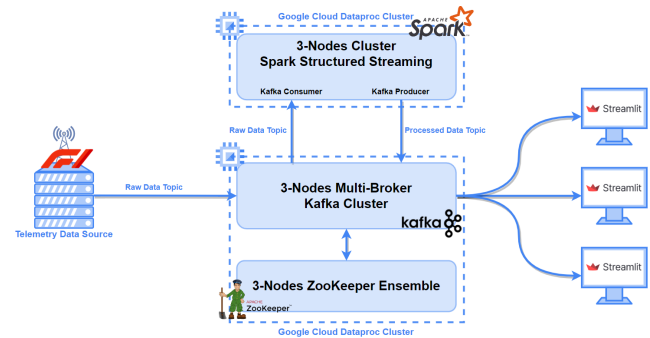 Google Cloud Dataproc Cluster
APACHE
Spark
3-Nodes Cluster
Spark Structured Streaming
Kafka Consumer
Kafka Producer
Raw Data Topic
Processed Data Topic
Streamlit
F1
Raw Data Topic
3-Nodes Multi-Broker
Kafka Cluster
kafka
Streamlit
Telemetry Data Source
3-Nodes ZooKeeper Ensemble
APACHE
ZooKeeper™
Streamlit
Google Cloud Dataproc Cluster